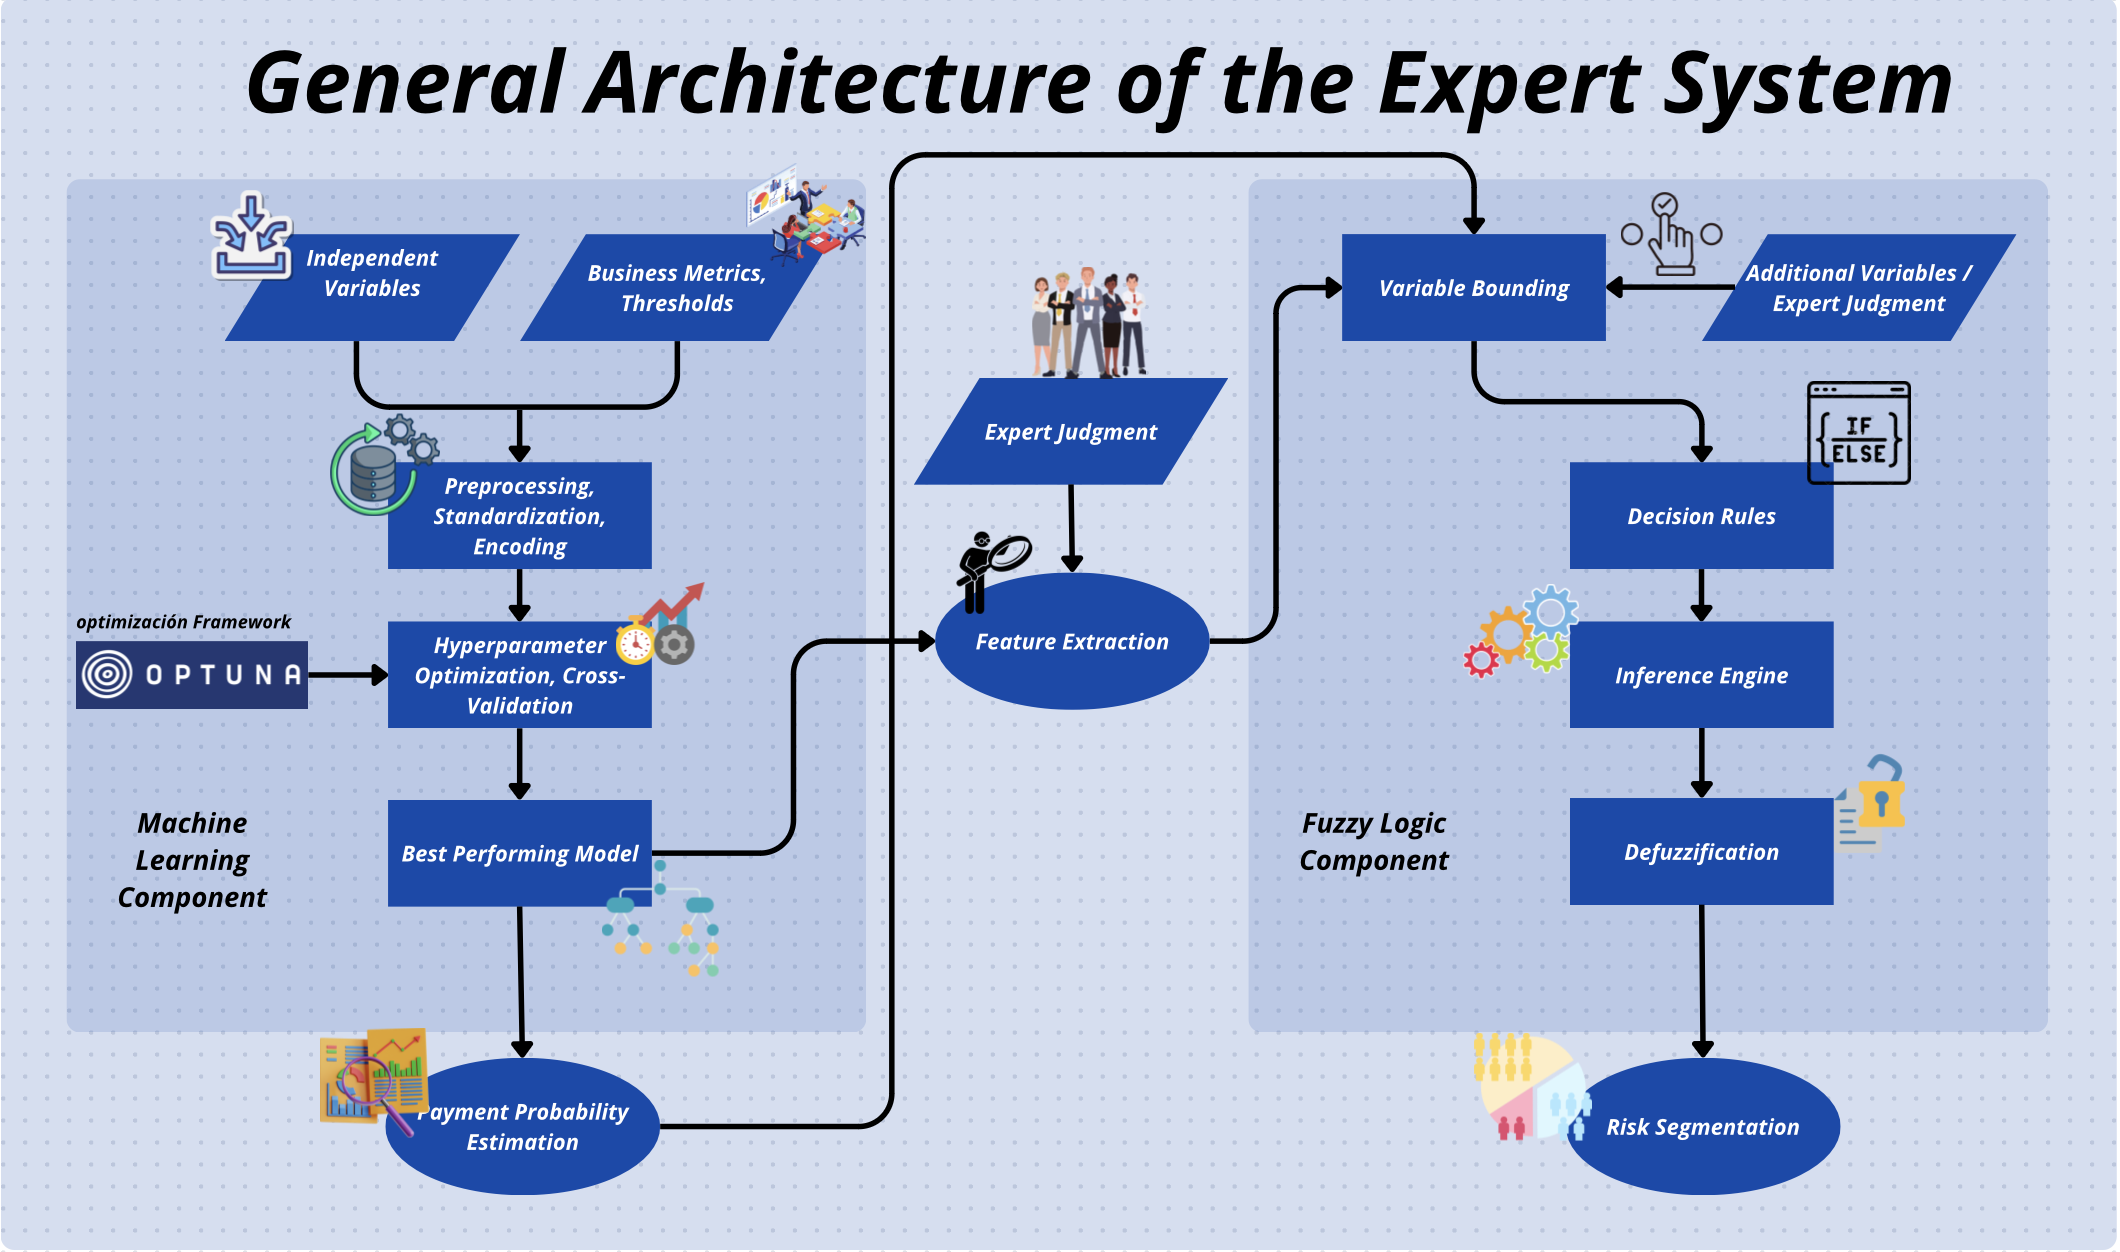 General Architecture of the Expert System
Independent
Variables
Business Metrics,
Thresholds
Preprocessing,
Standardization,
Encoding
optimización Framework
OPTUNA
Hyperparameter
Optimization, Cross-
Validation
Machine
Learning
Component
Best Performing Model
Payment Probability
Estimation
Expert Judgment
Feature Extraction
Variable Bounding
Additional Variables /
Expert Judgment
IF
ELSE
Decision Rules
Inference Engine
Fuzzy Logic
Component
Defuzzification
Risk Segmentation